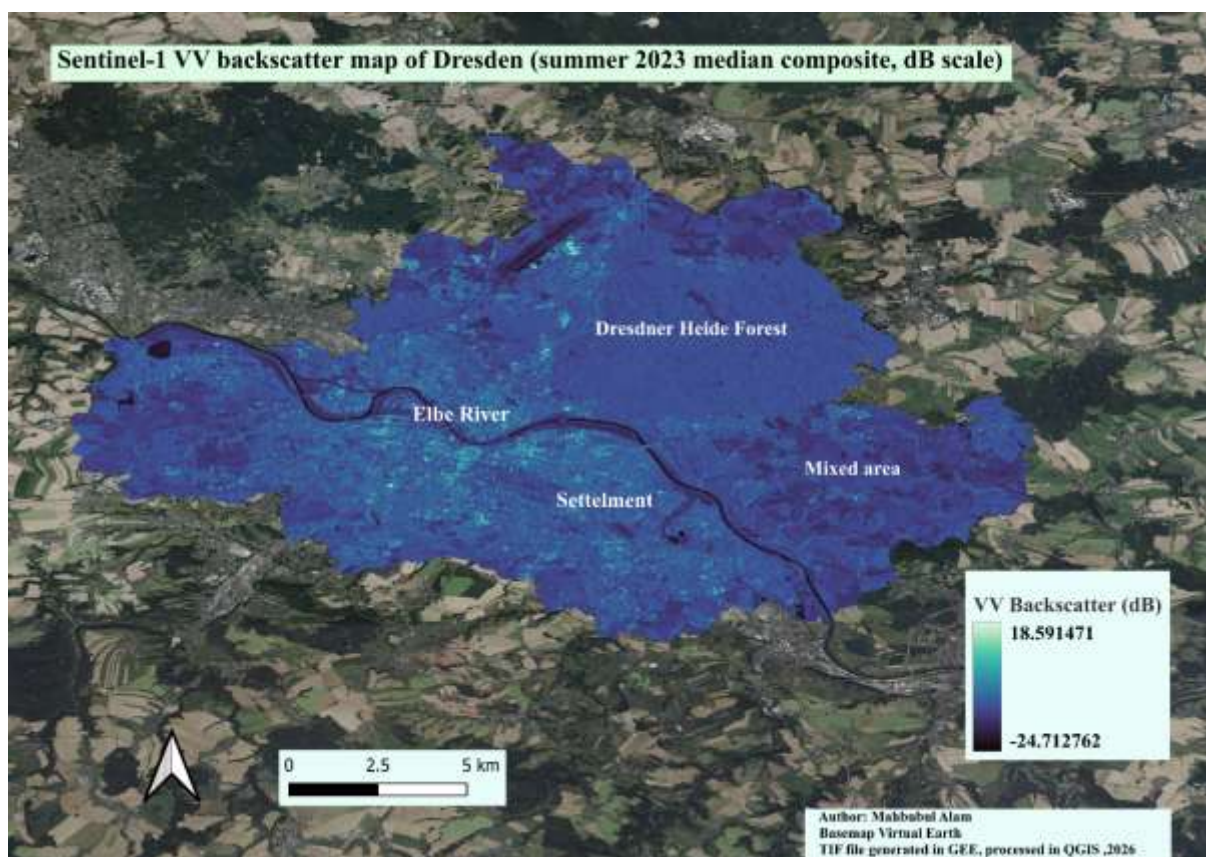 Sentinel-1 VV backscatter map of Dresden (summer 2023 median composite, dB scale)
Dresdner Heide Forest
Elbe River
Mixed area
Settelment
VV Backscatter (dB)
18.591471
-24.712762
0 2.5 5 km
Author: Mahbubul Alam
Basemap Virtual Earth
TIF file generated in GEE, processed in QGIS ,2026